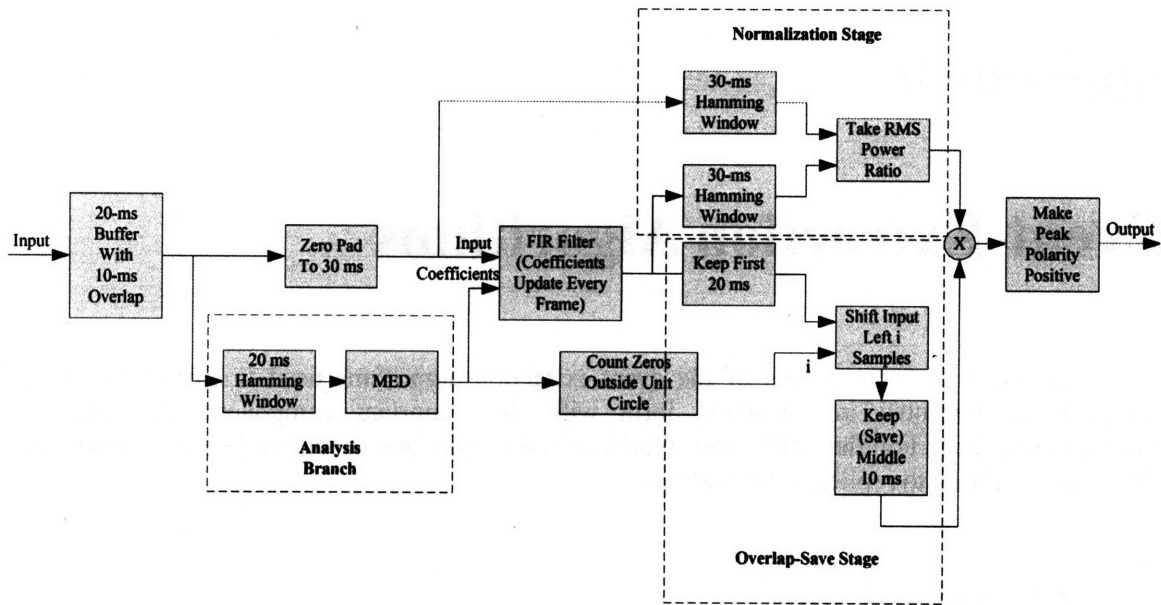 Normalization Stage
30-ms
Hamming
Window
Take RMS
Power
Ratio
30-ms
Hamming
Window
Input
20-ms
Buffer
With
10-ms
Overlap
Zero Pad
To 30 ms
Input
Coefficients
FIR Filter
(Coefficients
Update Every
Frame)
Keep First
20 ms
X
Make
Peak
Polarity
Positive
Output
Shift Input
Left i
Samples
i
20 ms
Hamming
Window
MED
Count Zeros
Outside Unit
Circle
Keep
(Save)
Middle
10 ms
Analysis
Branch
Overlap-Save Stage